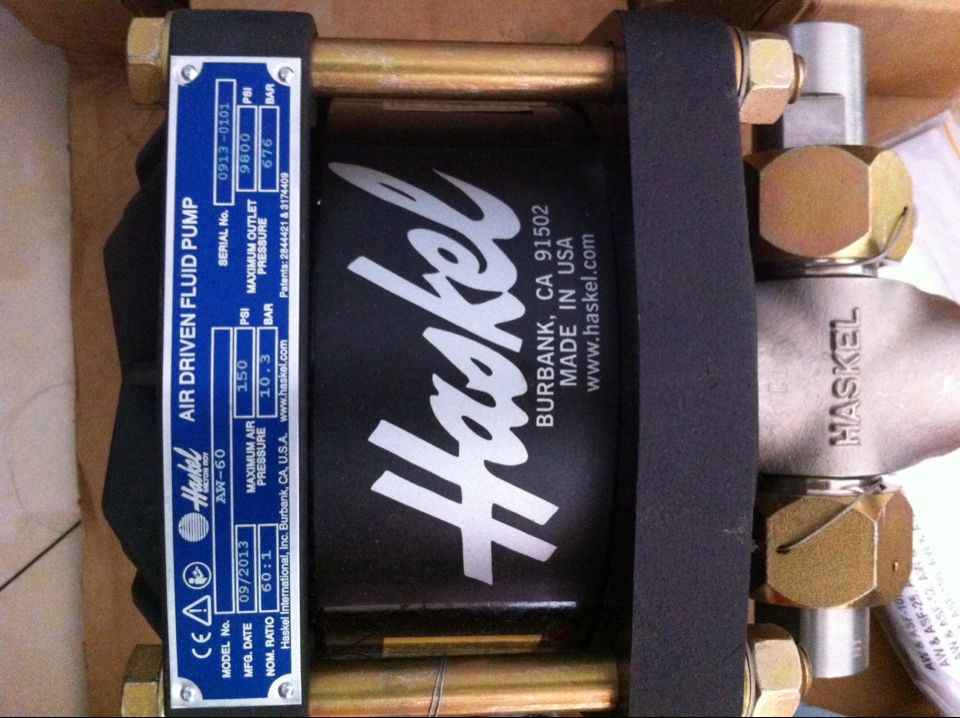 Haskel
MILTON ROY
AIR DRIVEN FLUID PUMP
CE
MODEL No. AW-60 SERIAL No. 0913-0101
MFG. DATE 09/2013 MAXIMUM AIR PRESSURE 150 PSI MAXIMUM OUTLET PRESSURE 9800 PSI
NOM. RATIO 60:1 10.3 BAR 676 BAR
Haskel International, Inc. Burbank, CA, U.S.A. www.haskel.com Patents: 2844421 & 3174409
Haskel
BURBANK, CA 91502
MADE IN USA
www.haskel.com
HASKEL